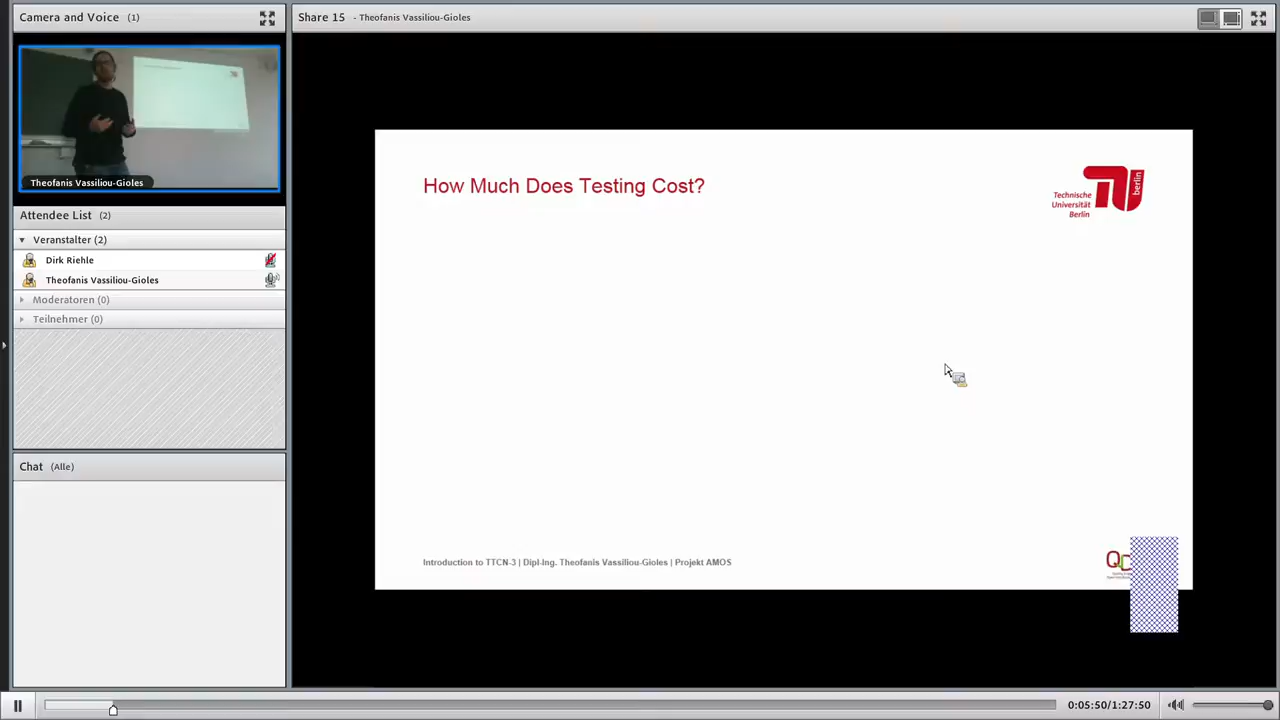 Camera and Voice (1)
Share 15 - Theofanis Vassiliou-Gioles
Theofanis Vassiliou-Gioles
Attendee List (2)
Veranstalter (2)
Dirk Riehle
Theofanis Vassiliou-Gioles
Moderatoren (0)
Teilnehmer (0)
Chat (Alle)
How Much Does Testing Cost?
Technische
Universität
Berlin
berlin
Introduction to TTCN-3 | Dipl-Ing. Theofanis Vassiliou-Gioles | Projekt AMOS
0:05:50/1:27:50